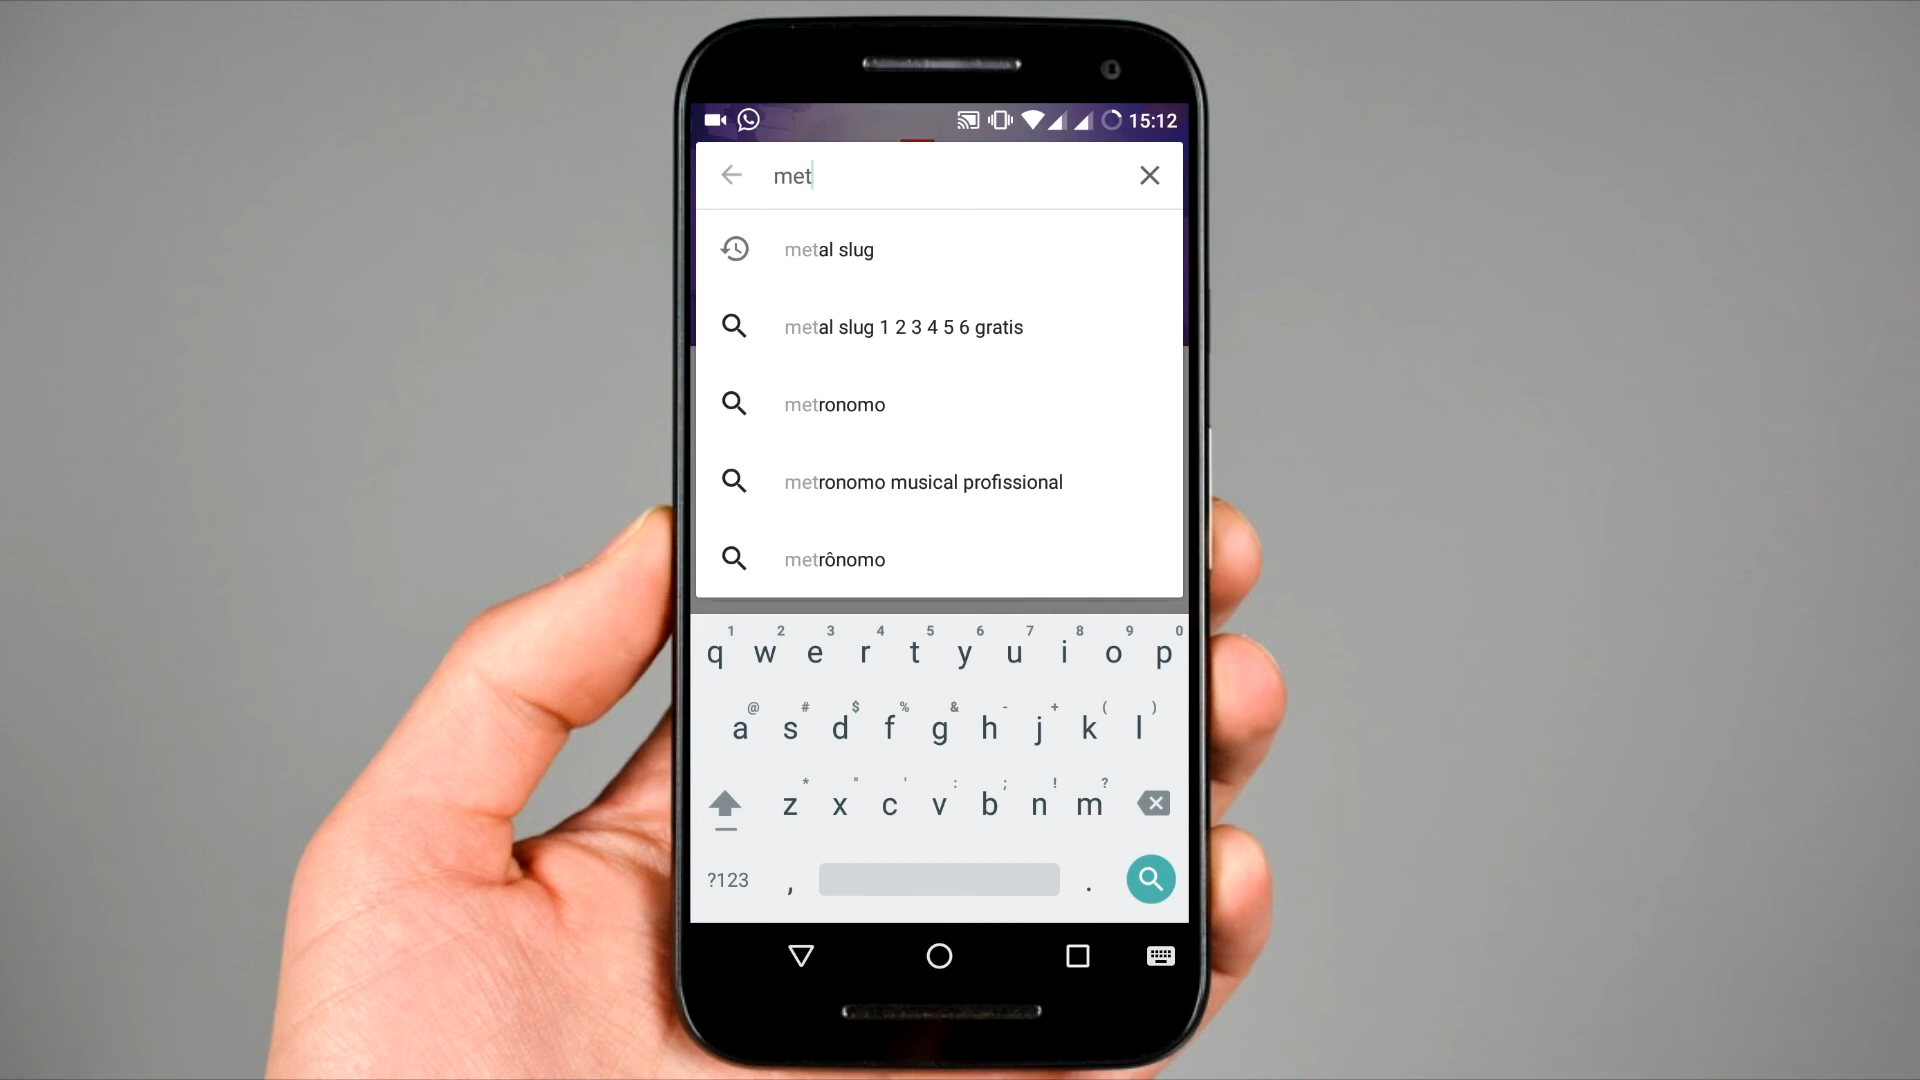 15:12
met
metal slug
metal slug 1 2 3 4 5 6 gratis
metronomo
metronomo musical profissional
metrônomo
1 2 3 4 5 6 7 8 9 0
q w e r t y u i o p
@ # $ % & - + ( )
a s d f g h j k l
* " ' : ; ! ?
z x c v b n m
?123 , .